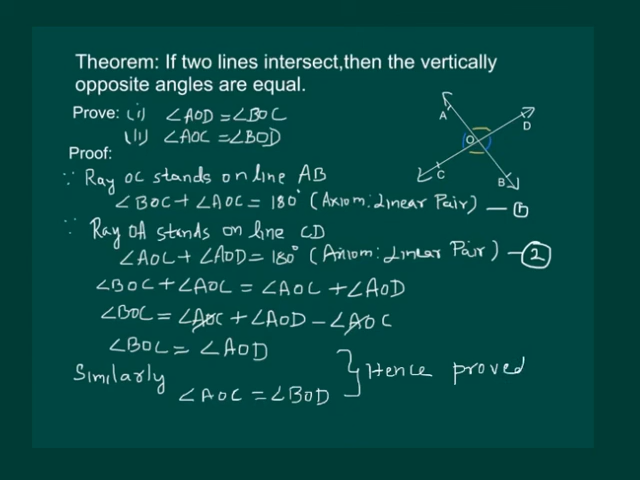 Theorem: If two lines intersect,then the vertically
opposite angles are equal.
Prove: (i) ∠AOD = ∠BOC
(ii) ∠AOC = ∠BOD
Proof:
∵ Ray OC stands on line AB
∠BOC + ∠AOC = 180° (Axiom: Linear Pair) — ①
∵ Ray OA stands on line CD
∠AOC + ∠AOD = 180° (Axiom: Linear Pair) — ②
∠BOC + ∠AOC = ∠AOC + ∠AOD
∠BOC = ∠AOC + ∠AOD − ∠AOC
∠BOC = ∠AOD
Similarly
∠AOC = ∠BOD
Hence proved
A
D
O
C
B